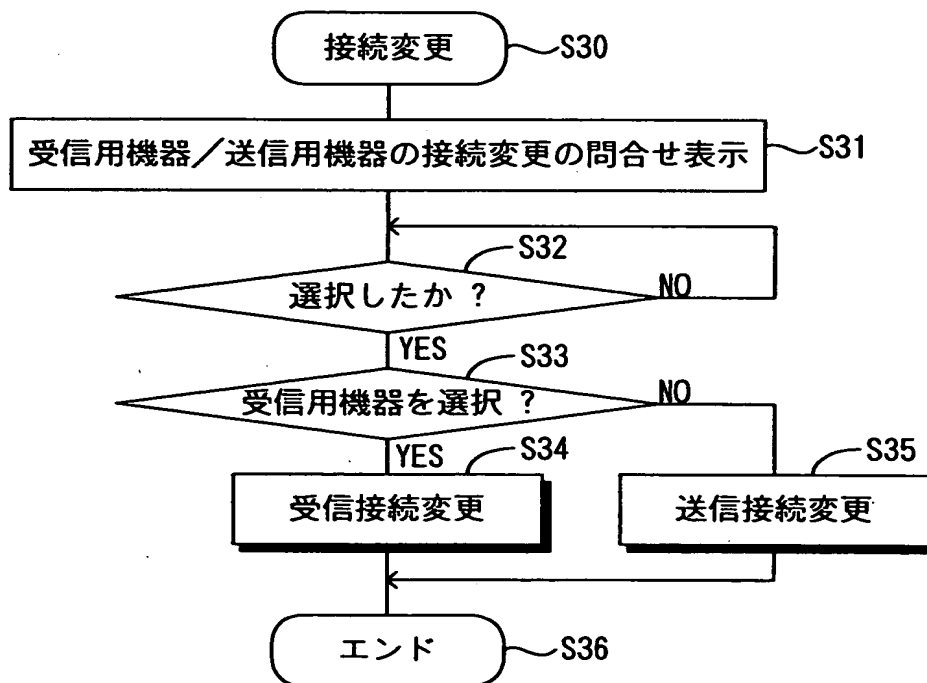 接続変更
S30
受信用機器／送信用機器の接続変更の問合せ表示
S31
S32
選択したか ?
NO
YES
S33
受信用機器を選択 ?
NO
YES
S34
S35
受信接続変更
送信接続変更
エンド
S36